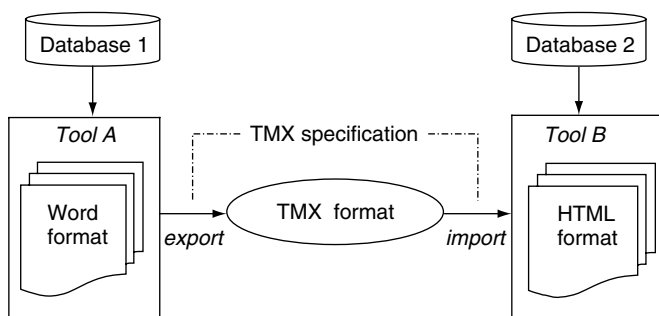 Database 1
Database 2
Tool A
TMX specification
Tool B
Word
format
export
TMX format
import
HTML
format